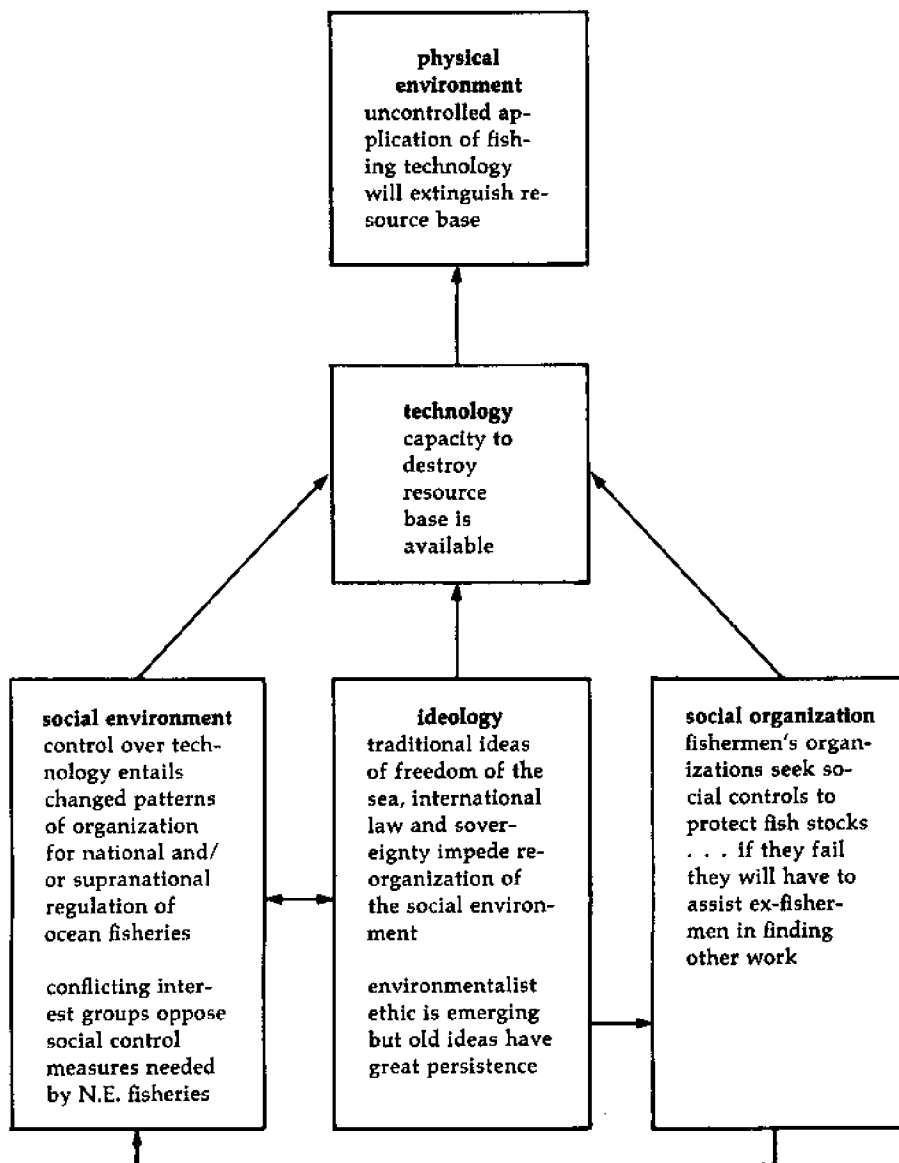 physical
environment
uncontrolled ap-
plication of fish-
ing technology
will extinguish re-
source base
technology
capacity to
destroy
resource
base is
available
social environment
control over tech-
nology entails
changed patterns
of organization
for national and/
or supranational
regulation of
ocean fisheries
conflicting inter-
est groups oppose
social control
measures needed
by N.E. fisheries
ideology
traditional ideas
of freedom of the
sea, international
law and sover-
eignty impede re-
organization of
the social environ-
ment
environmentalist
ethic is emerging
but old ideas have
great persistence
social organization
fishermen's organ-
izations seek so-
cial controls to
protect fish stocks
. . . if they fail
they will have to
assist ex-fisher-
men in finding
other work